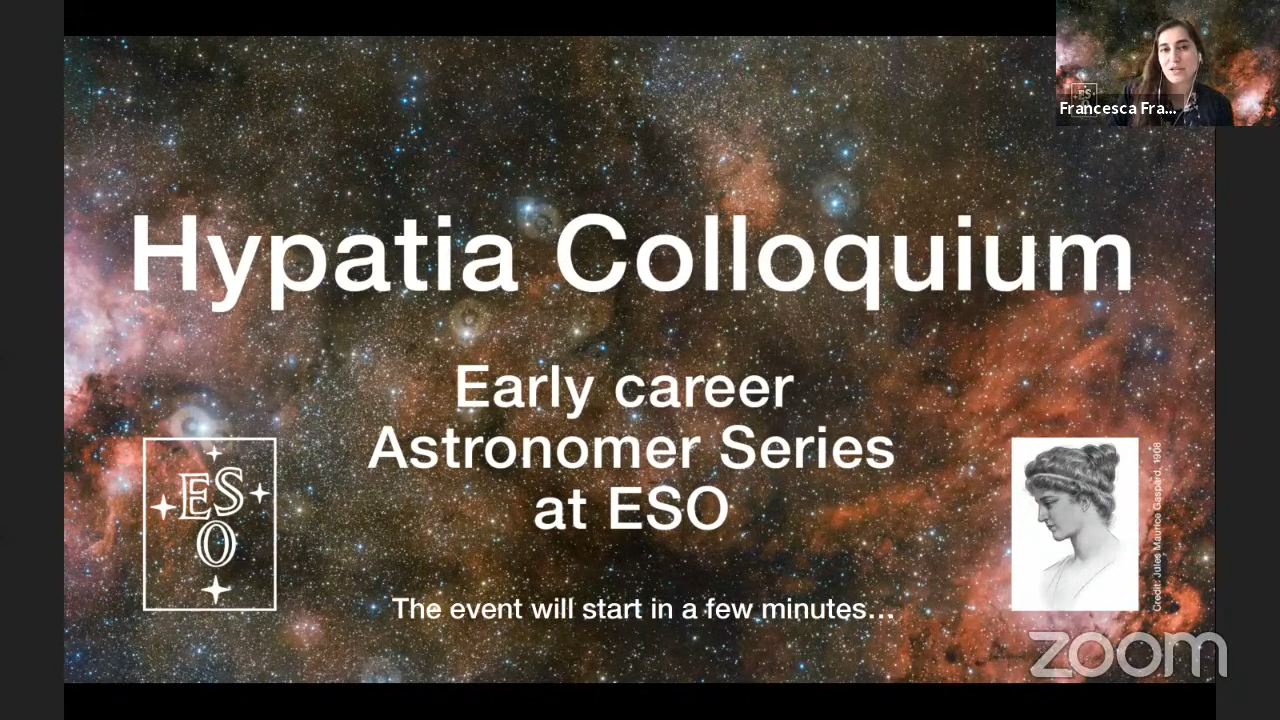 Francesca Fra...
Hypatia Colloquium
Early career
Astronomer Series
at ESO
ES
O
The event will start in a few minutes...
Credit: Jules Maurice Gaspard, 1908
zoom